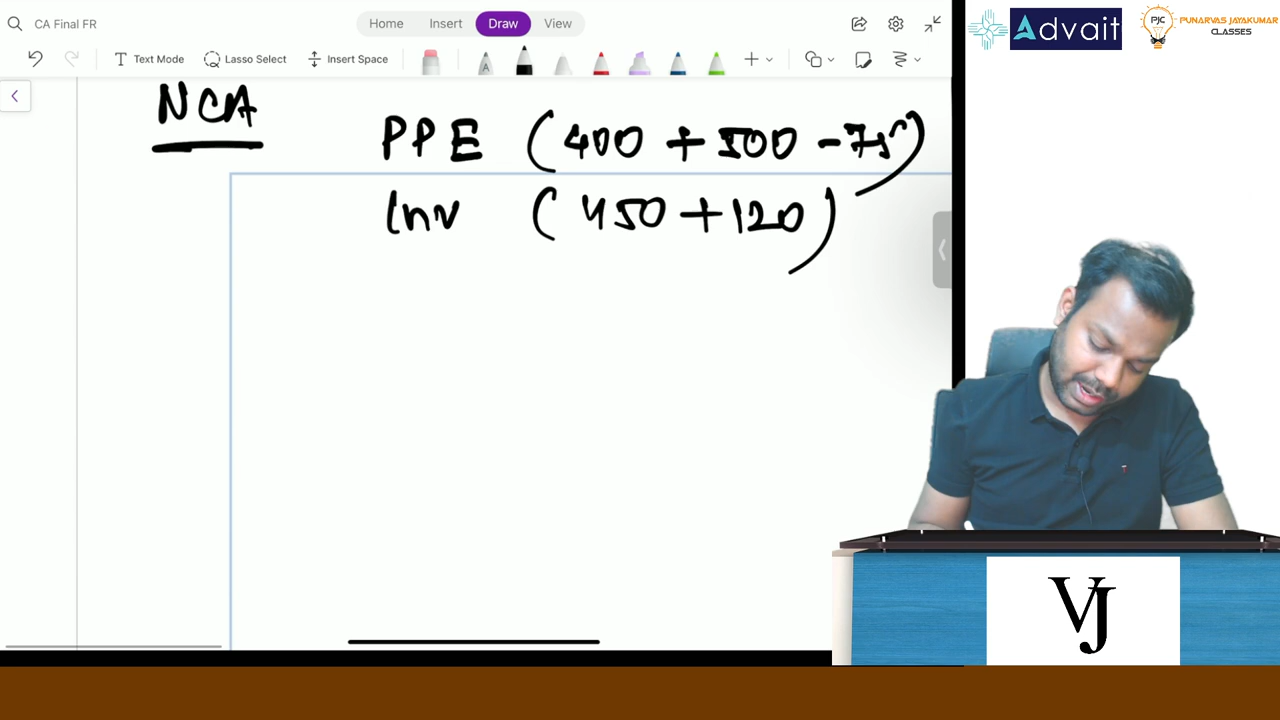 CA Final FR
Home Insert Draw View
Advait
PJC PUNARVAS JAYAKUMAR CLASSES
Text Mode Lasso Select Insert Space
NCA
PPE (400 + 500 - 75)
Inv (450 + 120)
VJ